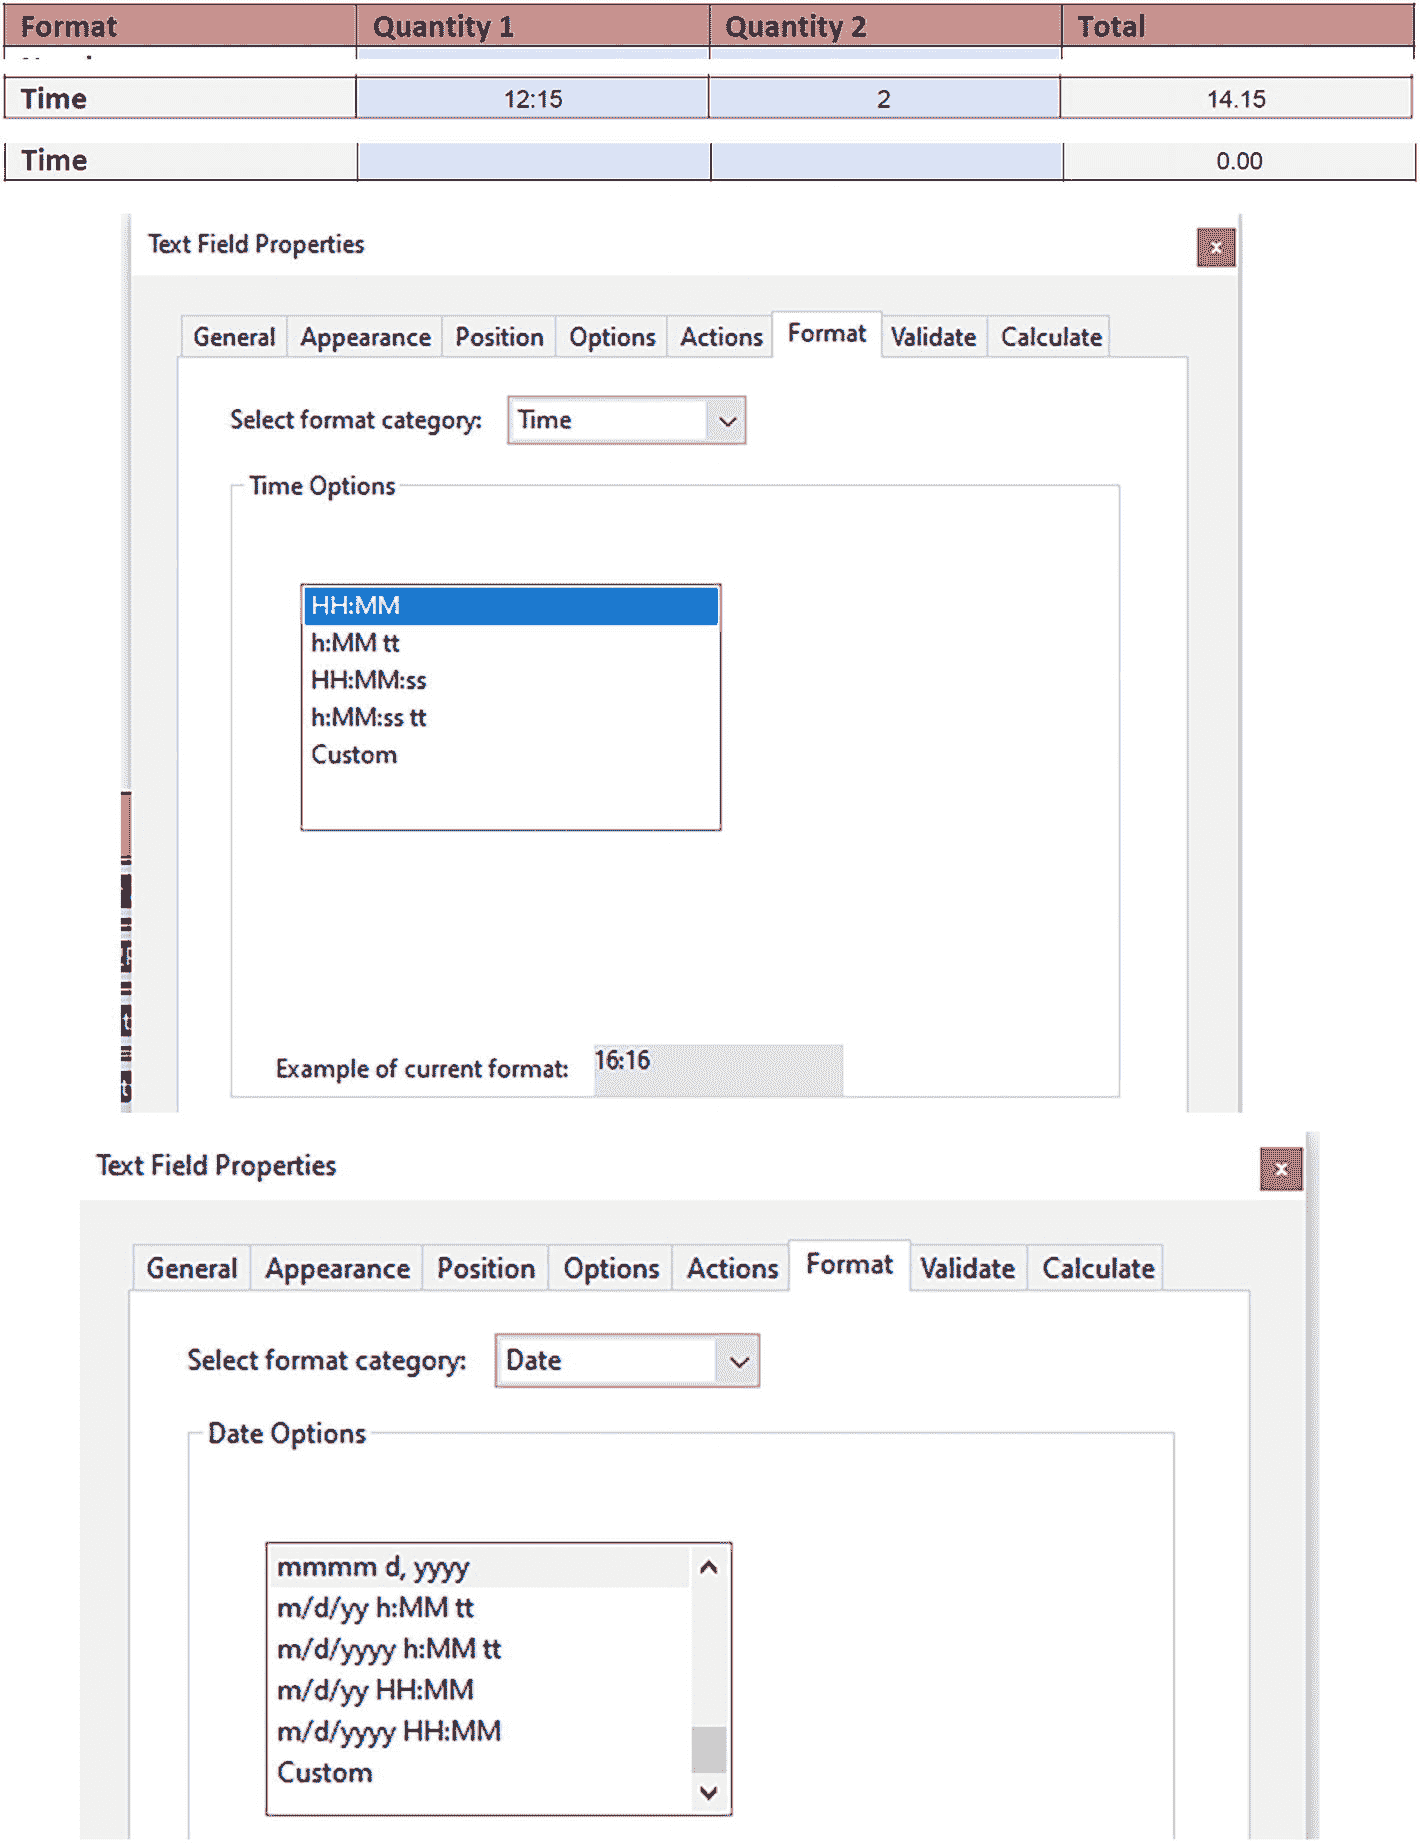 Format Quantity 1 Quantity 2 Total
Time 12:15 2 14.15
Time 0.00
Text Field Properties
General Appearance Position Options Actions Format Validate Calculate
Select format category: Time
Time Options
HH:MM
h:MM tt
HH:MM:ss
h:MM:ss tt
Custom
Example of current format: 16:16
Text Field Properties
General Appearance Position Options Actions Format Validate Calculate
Select format category: Date
Date Options
mmmm d, yyyy
m/d/yy h:MM tt
m/d/yyyy h:MM tt
m/d/yy HH:MM
m/d/yyyy HH:MM
Custom